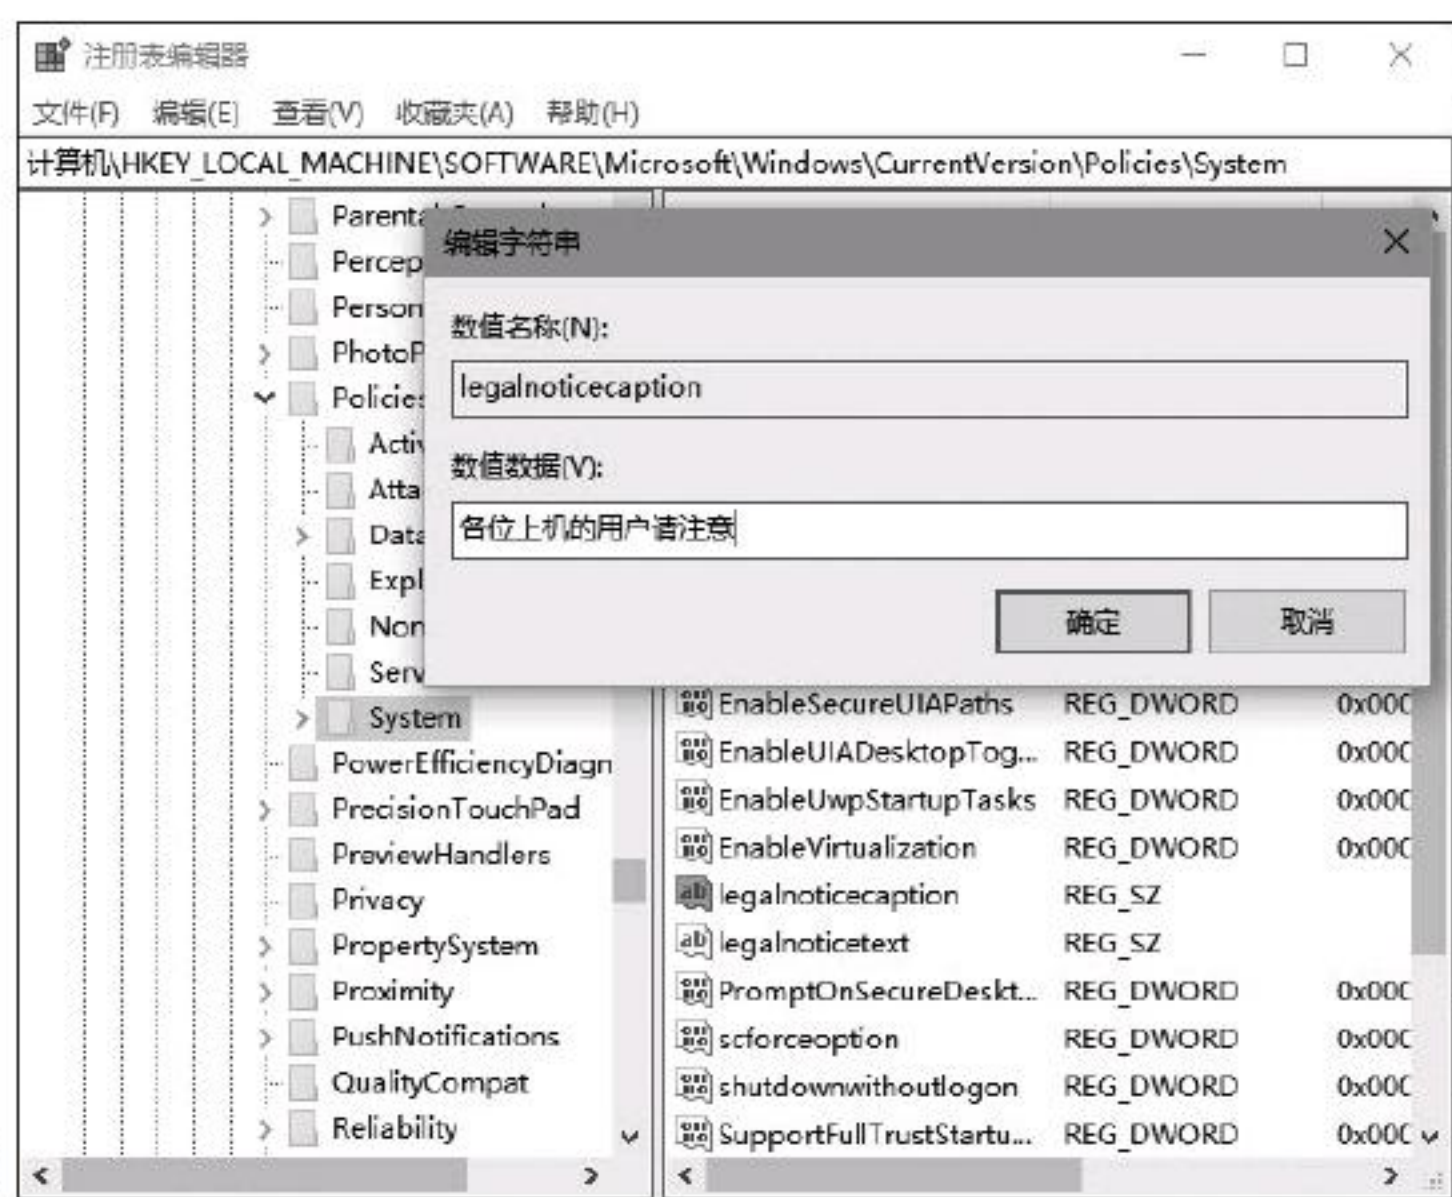 注册表编辑器
文件(F) 编辑(E) 查看(V) 收藏夹(A) 帮助(H)
计算机\HKEY_LOCAL_MACHINE\SOFTWARE\Microsoft\Windows\CurrentVersion\Policies\System
编辑字符串
数值名称(N):
legalnoticecaption
数值数据(V):
各位上机的用户请注意
确定 取消
Parenta
Percep
Person
PhotoP
Policies
Activ
Atta
Data
Expl
Non
Serv
System
PowerEfficiencyDiagn
PrecisionTouchPad
PreviewHandlers
Privacy
PropertySystem
Proximity
PushNotifications
QualityCompat
Reliability
EnableSecureUIAPaths REG_DWORD 0x000
EnableUIADesktopTog... REG_DWORD 0x000
EnableUwpStartupTasks REG_DWORD 0x000
EnableVirtualization REG_DWORD 0x000
legalnoticecaption REG_SZ
legalnoticetext REG_SZ
PromptOnSecureDeskt... REG_DWORD 0x000
scforceoption REG_DWORD 0x000
shutdownwithoutlogon REG_DWORD 0x000
SupportFullTrustStartu... REG_DWORD 0x000